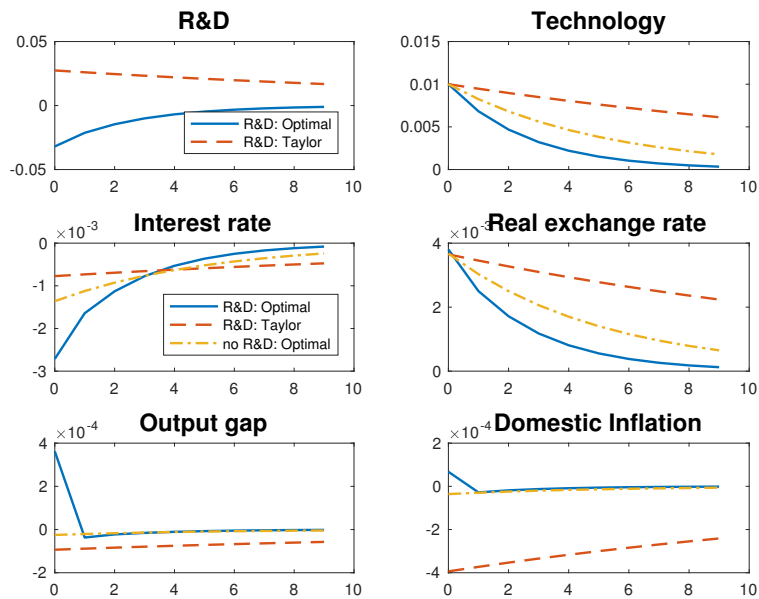 R&D
0.05
0
-0.05
0 2 4 6 8 10
R&D: Optimal
R&D: Taylor
Technology
0.015
0.01
0.005
0
0 2 4 6 8 10
Interest rate
×10⁻³
0
-1
-2
-3
0 2 4 6 8 10
R&D: Optimal
R&D: Taylor
no R&D: Optimal
Real exchange rate
×10⁻³
4
2
0
0 2 4 6 8 10
Output gap
×10⁻⁴
4
2
0
-2
0 2 4 6 8 10
Domestic Inflation
×10⁻⁴
2
0
-2
-4
0 2 4 6 8 10